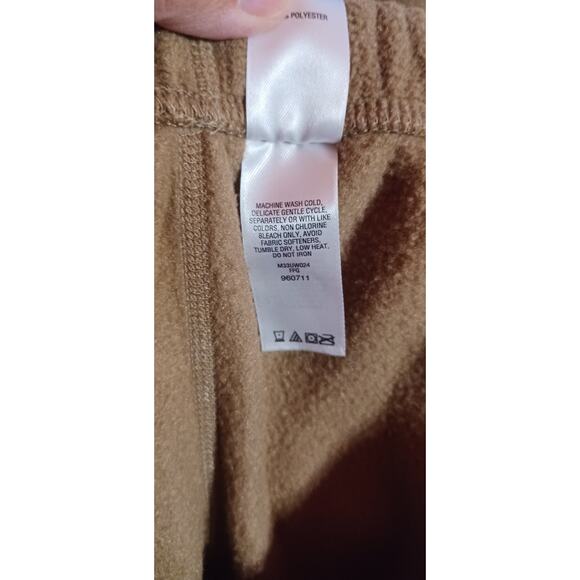 % POLYESTER
MACHINE WASH COLD,
DELICATE GENTLE CYCLE,
SEPARATELY OR WITH LIKE
COLORS, NON CHLORINE
BLEACH ONLY, AVOID
FABRIC SOFTENERS,
TUMBLE DRY, LOW HEAT,
DO NOT IRON
M33UW024
FPG
960711